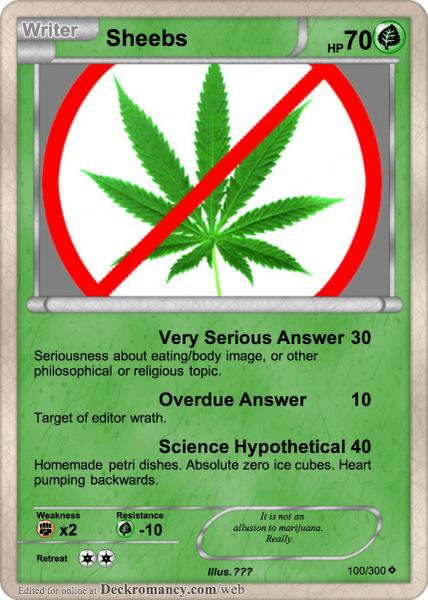 Writer
Sheebs
HP 70
Very Serious Answer 30
Seriousness about eating/body image, or other
philosophical or religious topic.
Overdue Answer 10
Target of editor wrath.
Science Hypothetical 40
Homemade petri dishes. Absolute zero ice cubes. Heart
pumping backwards.
Weakness
x2
Resistance
-10
It is not an
allusion to marijuana.
Really.
Retreat
Illus.???
100/300
Edited for online at Deckromancy.com/web